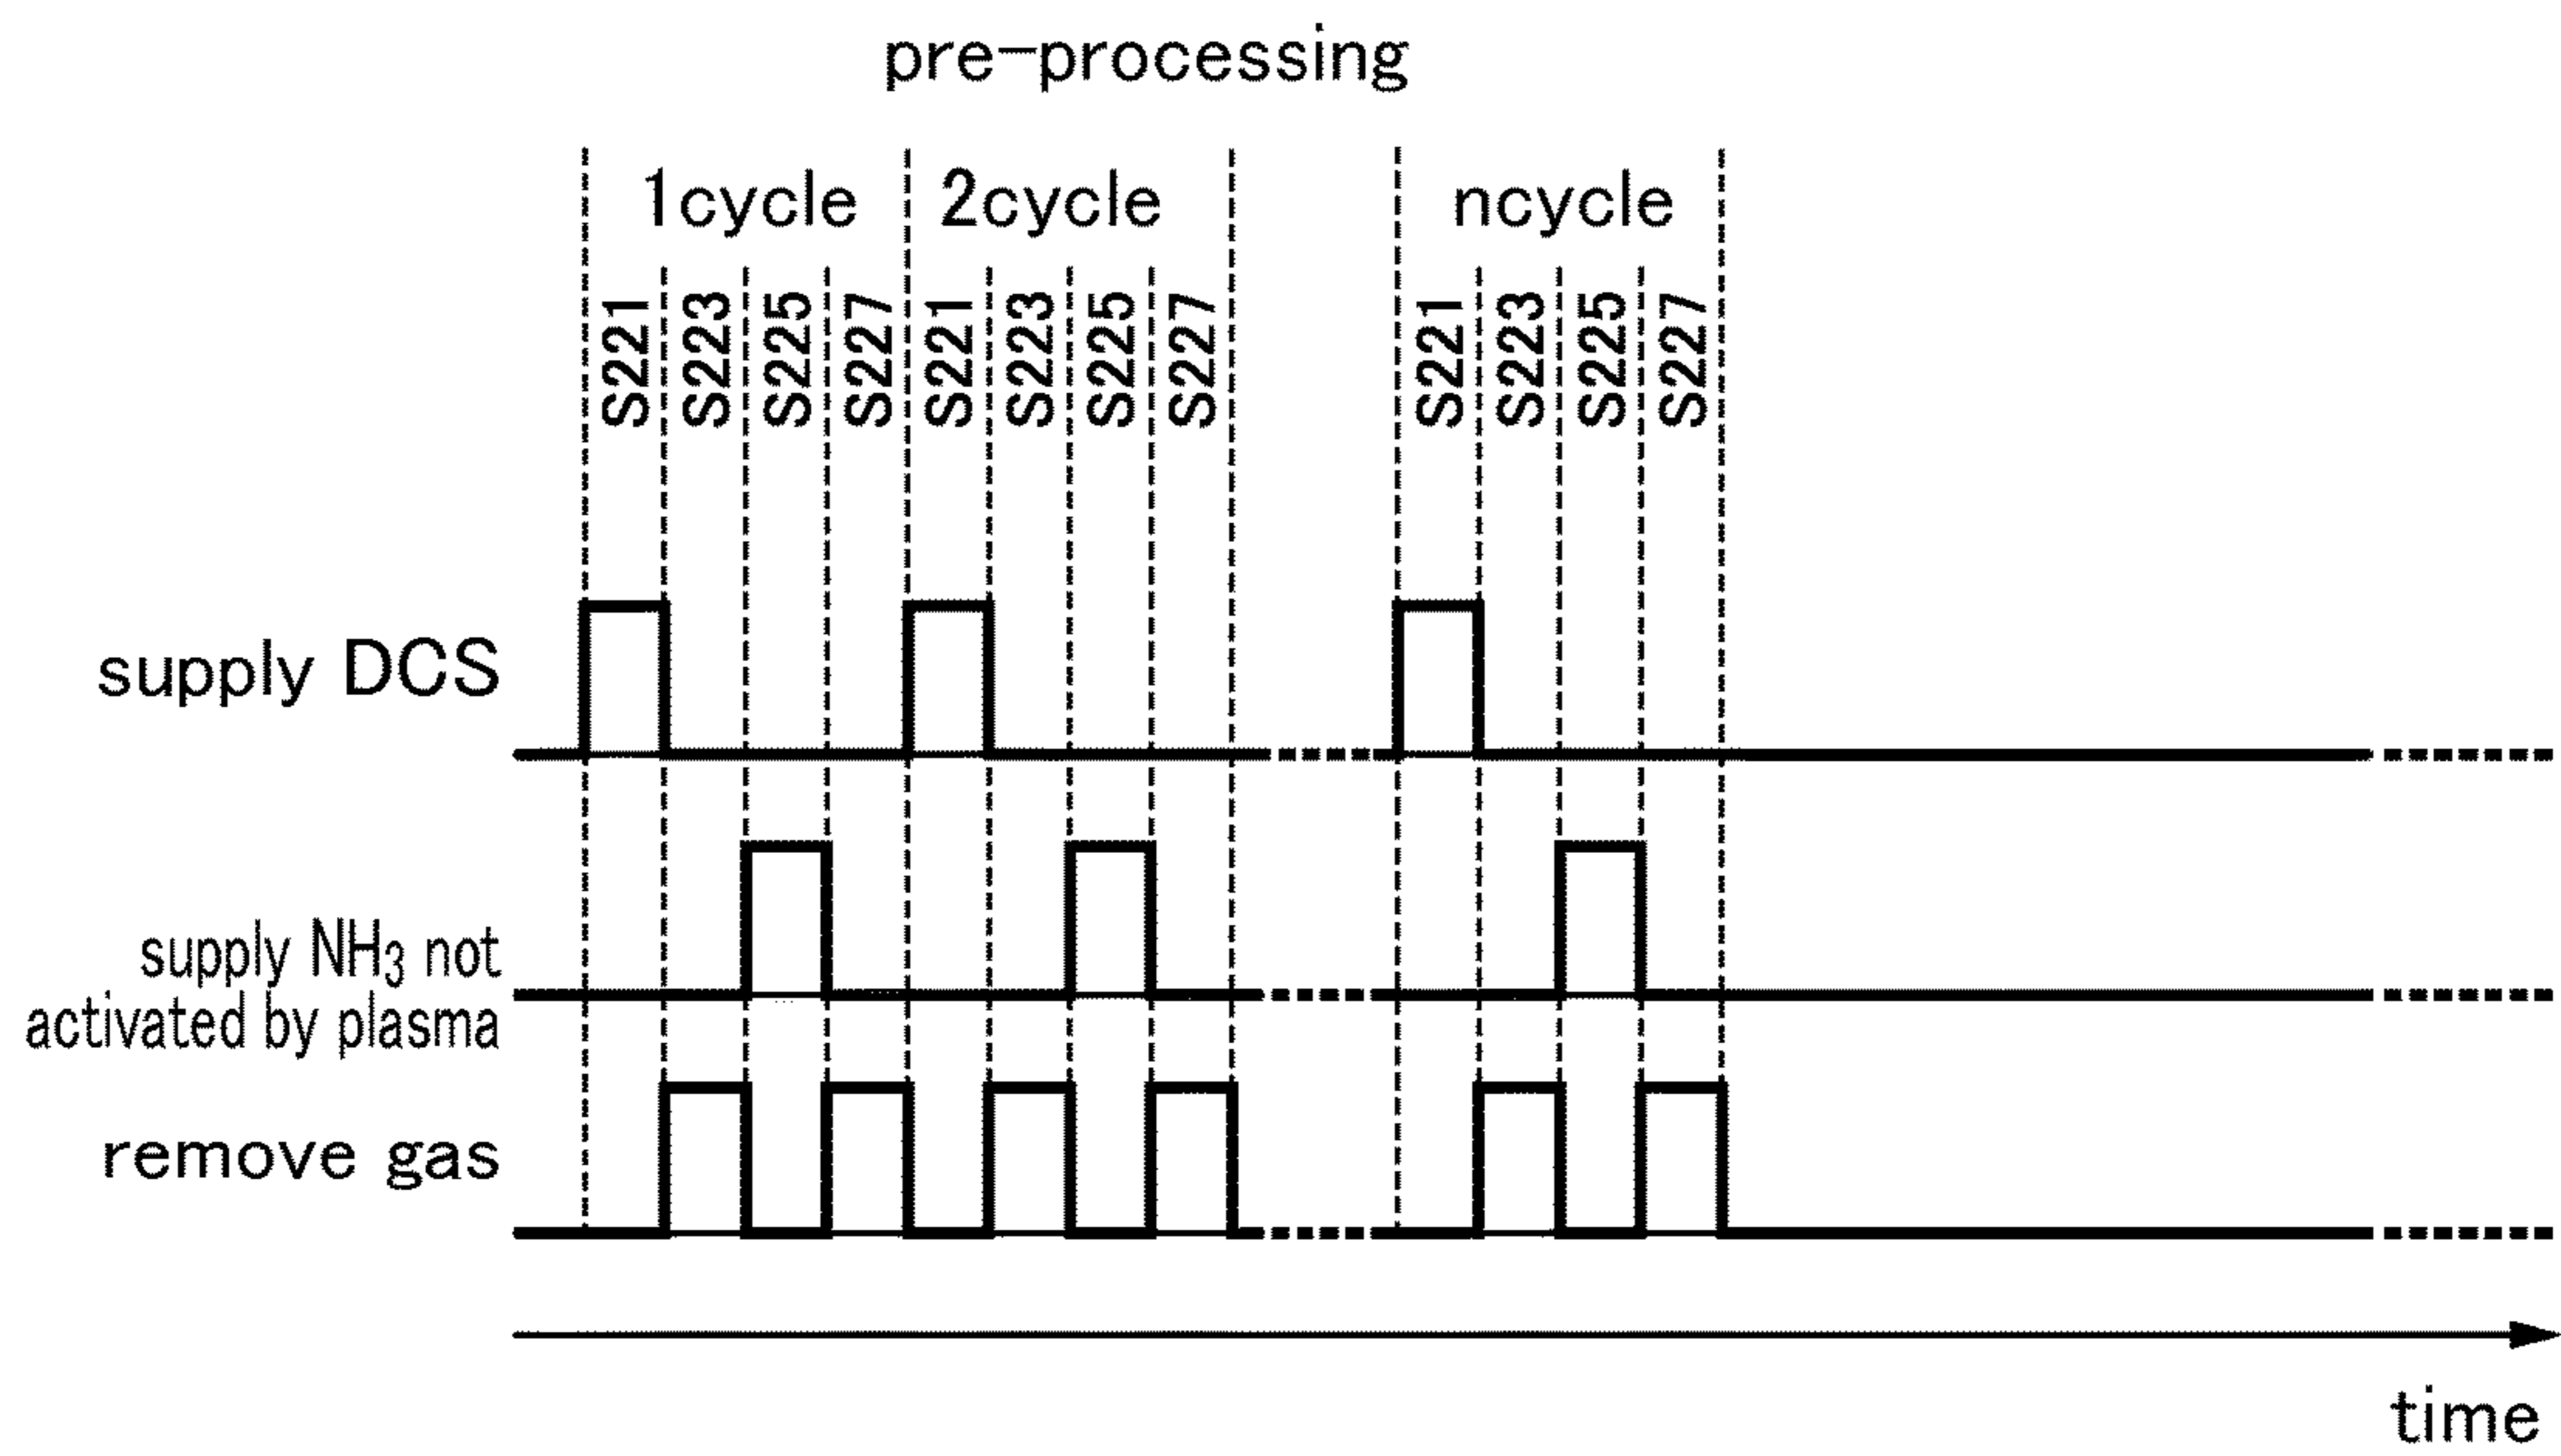 pre-processing
1cycle 2cycle ncycle
S221 S223 S225 S227 S221 S223 S225 S227 S221 S223 S225 S227
supply DCS
supply NH₃ not
activated by plasma
remove gas
time